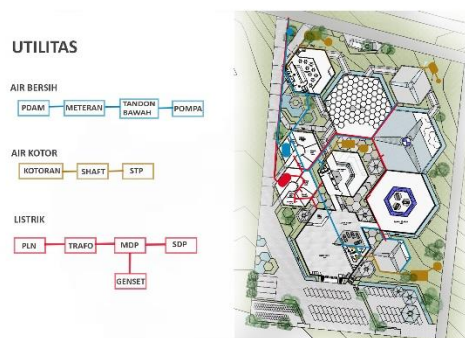 UTILITAS
AIR BERSIH
PDAM METERAN TANDON BAWAH POMPA
AIR KOTOR
KOTORAN SHAFT STP
LISTRIK
PLN TRAFO MDP SDP
GENSET